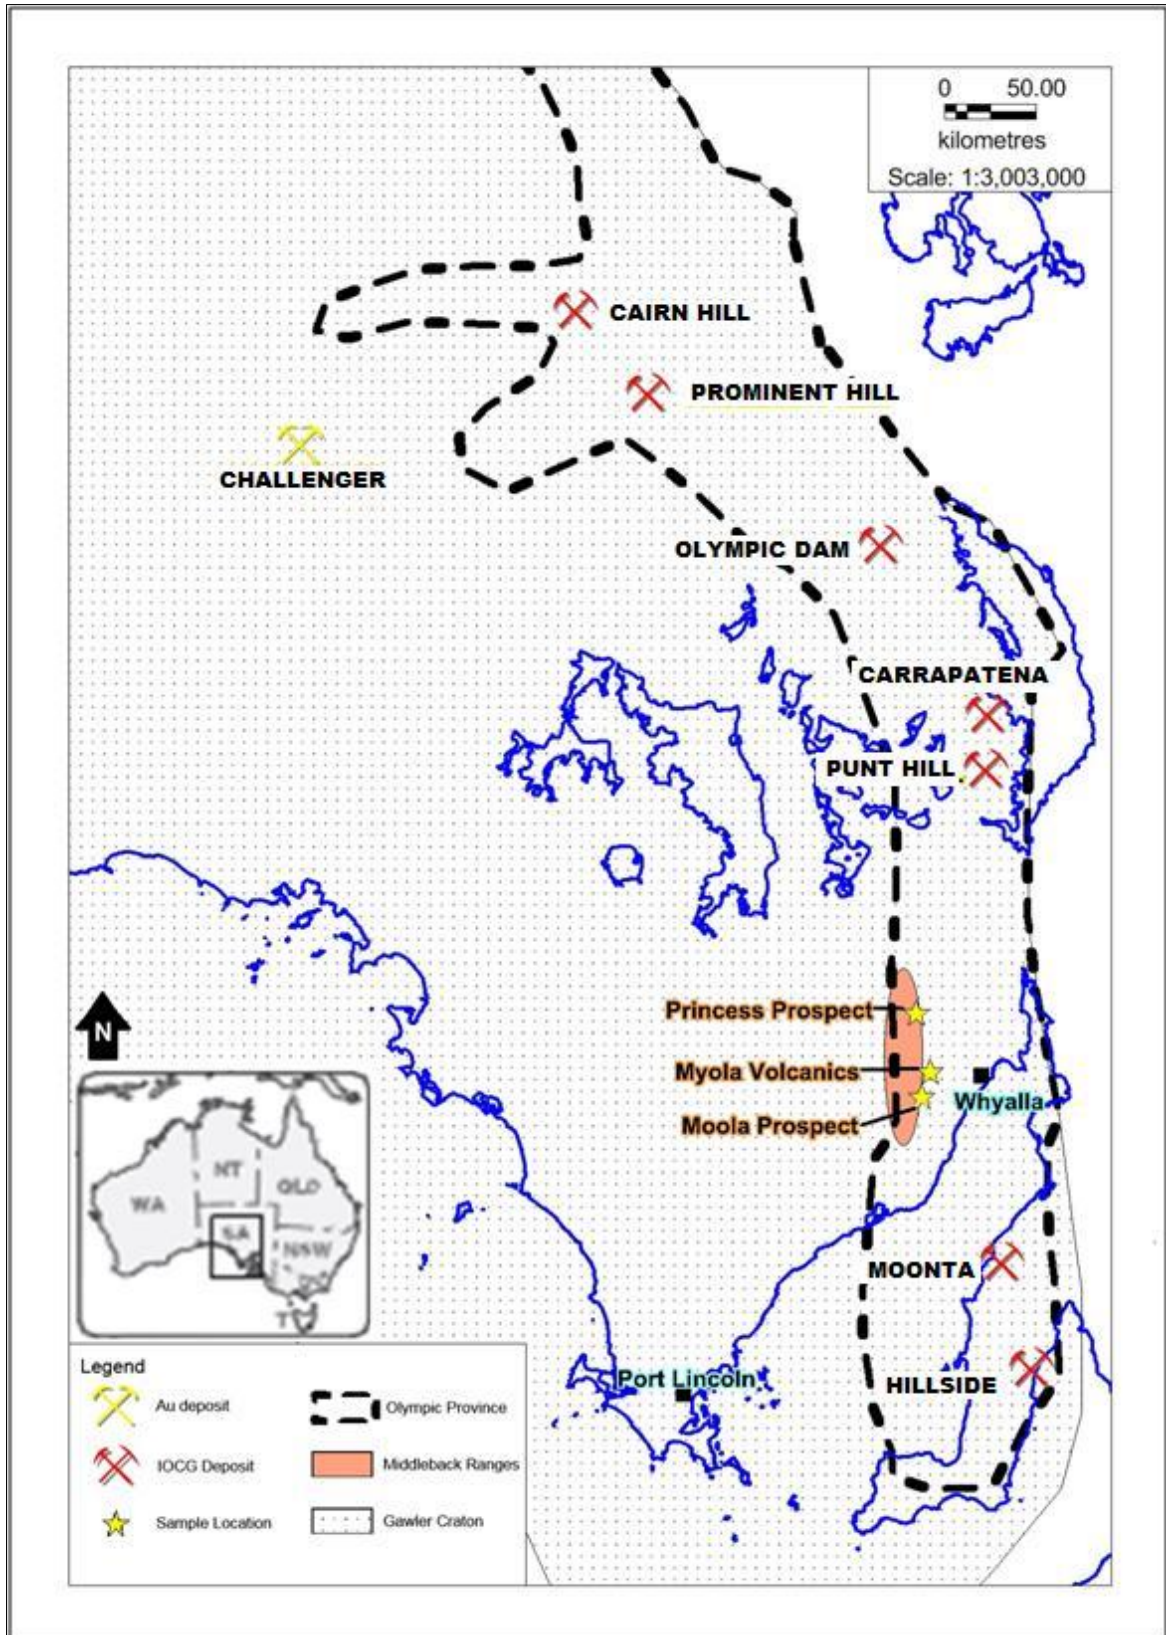 0 50.00
kilometres
Scale: 1:3,003,000
CAIRN HILL
PROMINENT HILL
CHALLENGER
OLYMPIC DAM
CARRAPATENA
PUNT HILL
Princess Prospect
Myola Volcanics
Whyalla
Moola Prospect
N
WA
NT
QLD
SA
NSW
T
MOONTA
HILLSIDE
Port Lincoln
Legend
Au deposit
Olympic Province
IOCG Deposit
Middleback Ranges
Sample Location
Gawler Craton